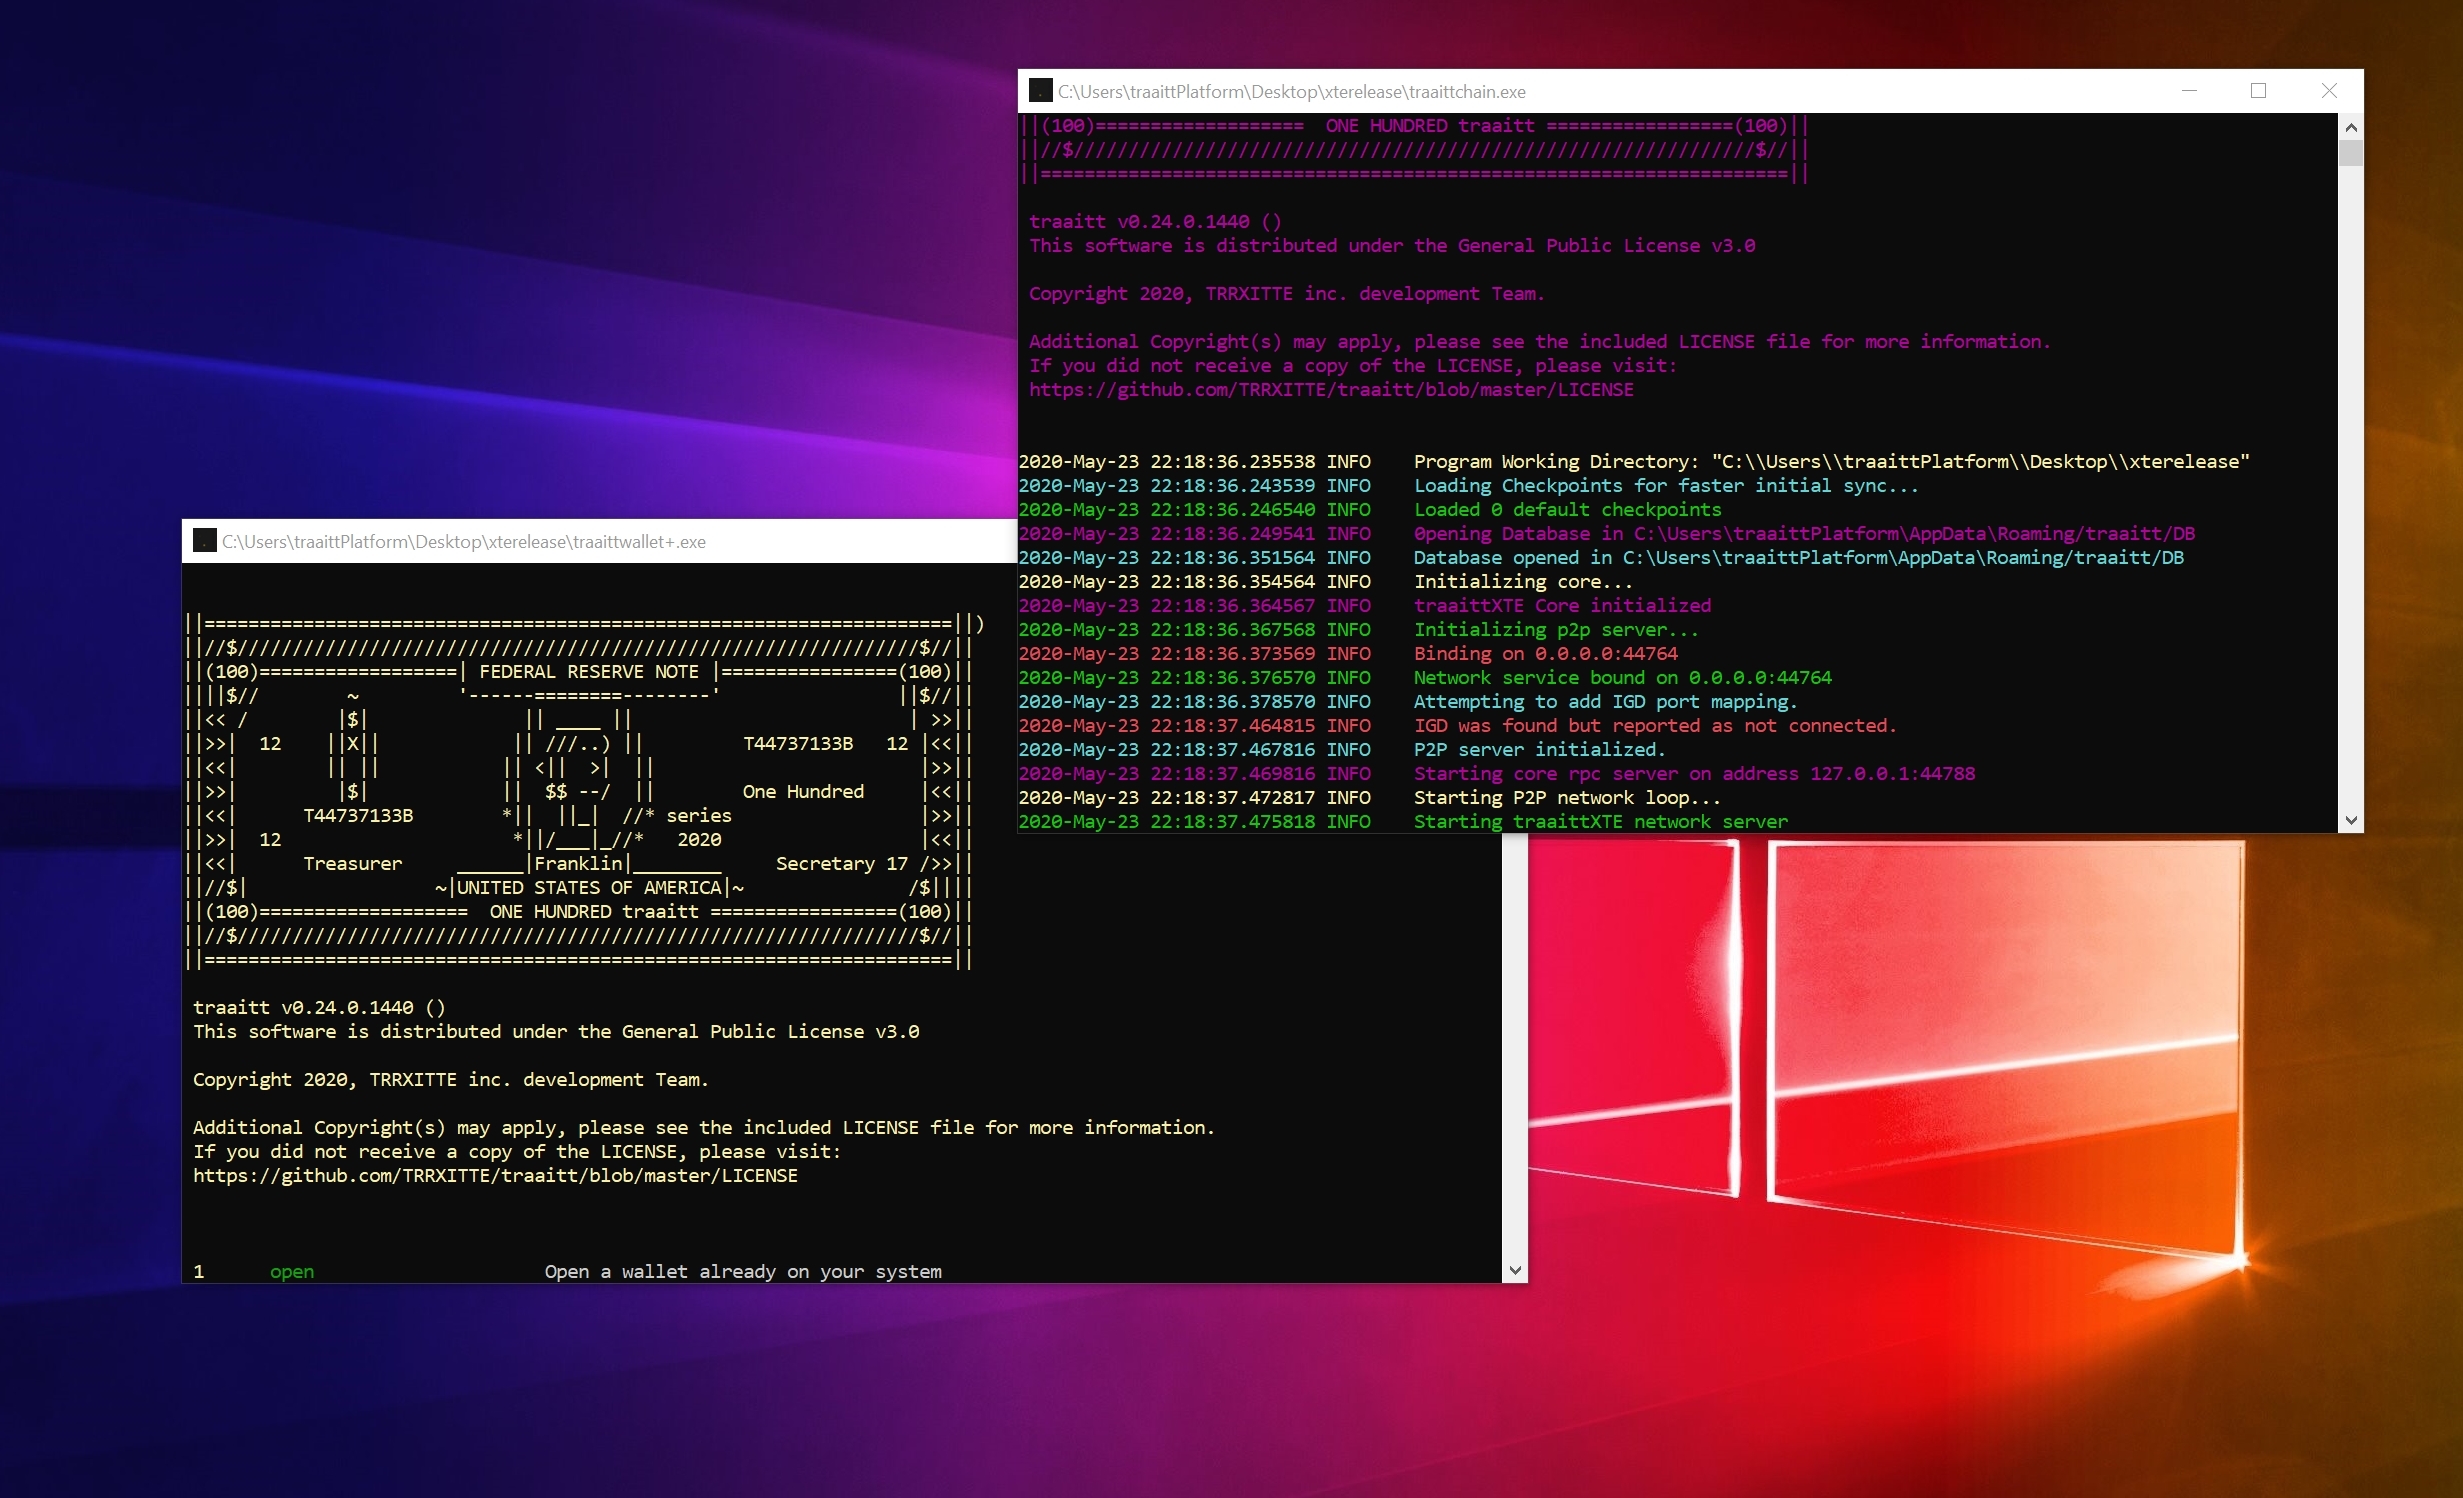 C:\Users\traaittPlatform\Desktop\xterelease\traaittchain.exe
||(100)===================  ONE HUNDRED traaitt =================(100)||
||//$//////////////////////////////////////////////////////////////$//||
||====================================================================||
traaitt v0.24.0.1440 ()
This software is distributed under the General Public License v3.0
Copyright 2020, TRRXITTE inc. development Team.
Additional Copyright(s) may apply, please see the included LICENSE file for more information.
If you did not receive a copy of the LICENSE, please visit:
https://github.com/TRRXITTE/traaitt/blob/master/LICENSE
2020-May-23 22:18:36.235538 INFO    Program Working Directory: "C:\\Users\\traaittPlatform\\Desktop\\xterelease"
2020-May-23 22:18:36.243539 INFO    Loading Checkpoints for faster initial sync...
2020-May-23 22:18:36.246540 INFO    Loaded 0 default checkpoints
2020-May-23 22:18:36.249541 INFO    0pening Database in C:\Users\traaittPlatform\AppData\Roaming/traaitt/DB
2020-May-23 22:18:36.351564 INFO    Database opened in C:\Users\traaittPlatform\AppData\Roaming/traaitt/DB
2020-May-23 22:18:36.354564 INFO    Initializing core...
2020-May-23 22:18:36.364567 INFO    traaittXTE Core initialized
2020-May-23 22:18:36.367568 INFO    Initializing p2p server...
2020-May-23 22:18:36.373569 INFO    Binding on 0.0.0.0:44764
2020-May-23 22:18:36.376570 INFO    Network service bound on 0.0.0.0:44764
2020-May-23 22:18:36.378570 INFO    Attempting to add IGD port mapping.
2020-May-23 22:18:37.464815 INFO    IGD was found but reported as not connected.
2020-May-23 22:18:37.467816 INFO    P2P server initialized.
2020-May-23 22:18:37.469816 INFO    Starting core rpc server on address 127.0.0.1:44788
2020-May-23 22:18:37.472817 INFO    Starting P2P network loop...
2020-May-23 22:18:37.475818 INFO    Starting traaittXTE network server
C:\Users\traaittPlatform\Desktop\xterelease\traaittwallet+.exe
||====================================================================||)
||//$//////////////////////////////////////////////////////////////$//||
||(100)==================| FEDERAL RESERVE NOTE |================(100)||
||||$//        ~         '------========--------'                 ||$//||
||<< /        |$|              || ____ ||                         | >>||
||>>|  12    ||X||            || ///..) ||         T44737133B   12 |<<||
||<<|        || ||           || <||  >|  ||                        |>>||
||>>|         |$|            ||  $$ --/  ||        One Hundred     |<<||
||<<|      T44737133B        *||  ||_|  //* series                 |>>||
||>>|  12                     *||/___|_//*   2020                  |<<||
||<<|      Treasurer     ______|Franklin|________     Secretary 17 />>||
||//$|                 ~|UNITED STATES OF AMERICA|~               /$||||
||(100)===================  ONE HUNDRED traaitt =================(100)||
||//$//////////////////////////////////////////////////////////////$//||
||====================================================================||
traaitt v0.24.0.1440 ()
This software is distributed under the General Public License v3.0
Copyright 2020, TRRXITTE inc. development Team.
Additional Copyright(s) may apply, please see the included LICENSE file for more information.
If you did not receive a copy of the LICENSE, please visit:
https://github.com/TRRXITTE/traaitt/blob/master/LICENSE
1      open                     Open a wallet already on your system